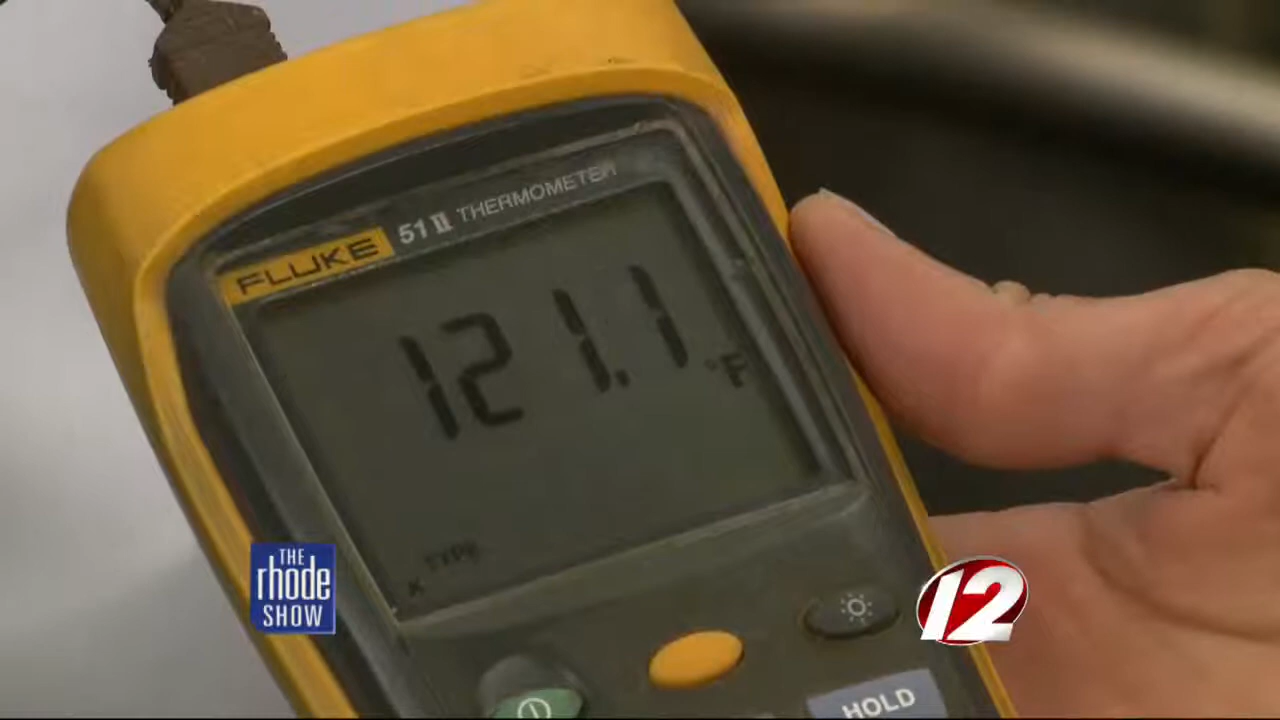 FLUKE 51 II THERMOMETER
121.1 °F
K TYPE
THE
rhode
SHOW
12
HOLD